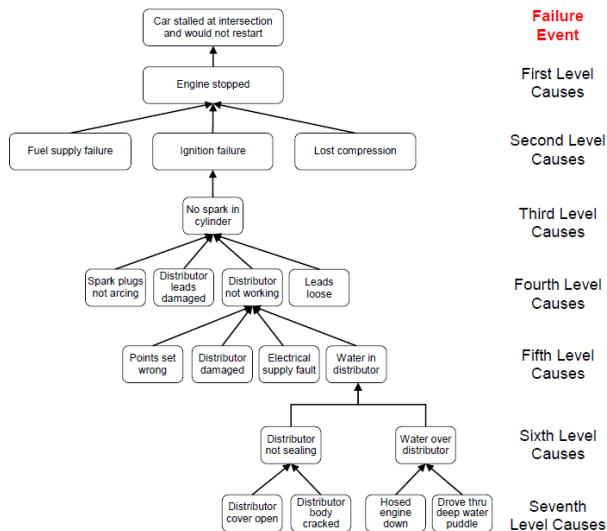 Car stalled at intersection
and would not restart
Failure
Event
Engine stopped
First Level
Causes
Fuel supply failure
Ignition failure
Lost compression
Second Level
Causes
No spark in
cylinder
Third Level
Causes
Spark plugs
not arcing
Distributor
leads
damaged
Distributor
not working
Leads
loose
Fourth Level
Causes
Points set
wrong
Distributor
damaged
Electrical
supply fault
Water in
distributor
Fifth Level
Causes
Distributor
not sealing
Water over
distributor
Sixth Level
Causes
Distributor
cover open
Distributor
body
cracked
Hosed
engine
down
Drove thru
deep water
puddle
Seventh
Level Causes